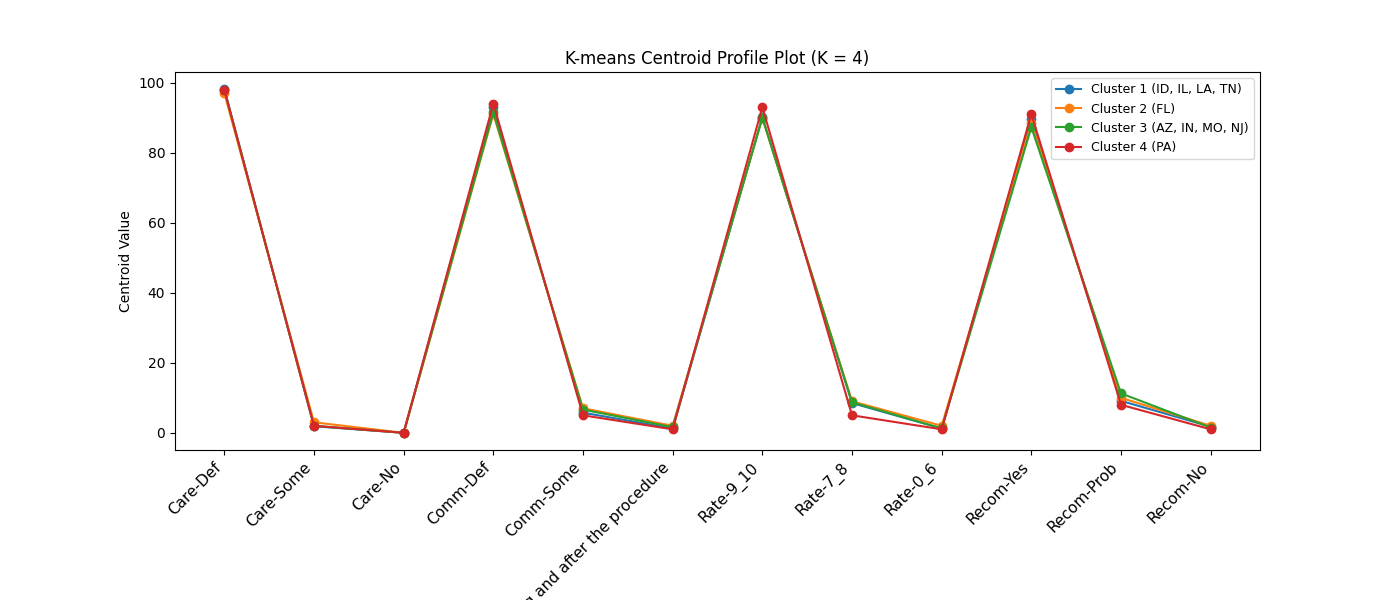 K-means Centroid Profile Plot (K = 4)
100
80
60
40
20
0
Centroid Value
Cluster 1 (ID, IL, LA, TN)
Cluster 2 (FL)
Cluster 3 (AZ, IN, MO, NJ)
Cluster 4 (PA)
Care-Def
Care-Some
Care-No
Comm-Def
Comm-Some
and after the procedure
Rate-9_10
Rate-7_8
Rate-0_6
Recom-Yes
Recom-Prob
Recom-No